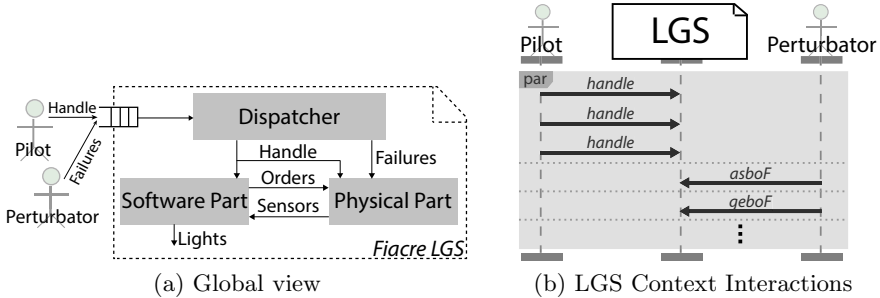 Handle
Pilot
Failures
Perturbator
Dispatcher
Handle
Failures
Software Part
Orders
Sensors
Physical Part
Lights
Fiacre LGS
(a) Global view
Pilot
LGS
Perturbator
par
handle
handle
handle
asboF
geboF
(b) LGS Context Interactions